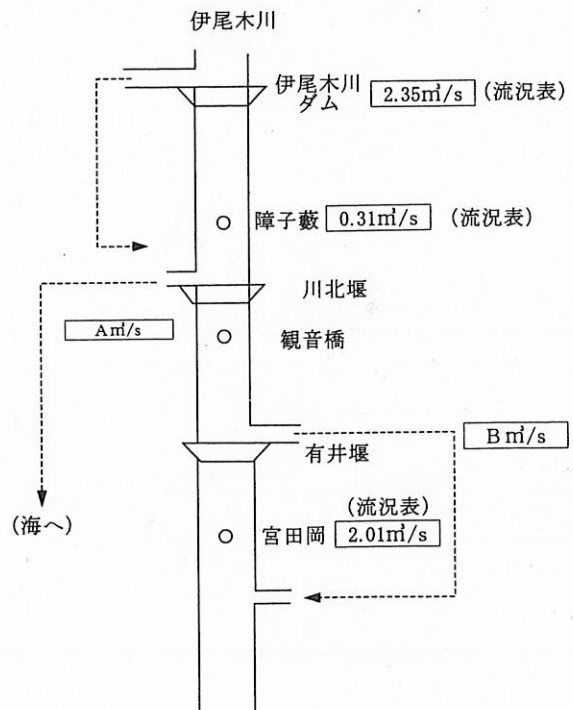 伊尾木川
伊尾木川
ダム
2.35㎥/s (流況表)
障子藪 0.31㎥/s (流況表)
川北堰
A㎥/s
観音橋
B㎥/s
有井堰
(流況表)
(海へ)
宮田岡 2.01㎥/s